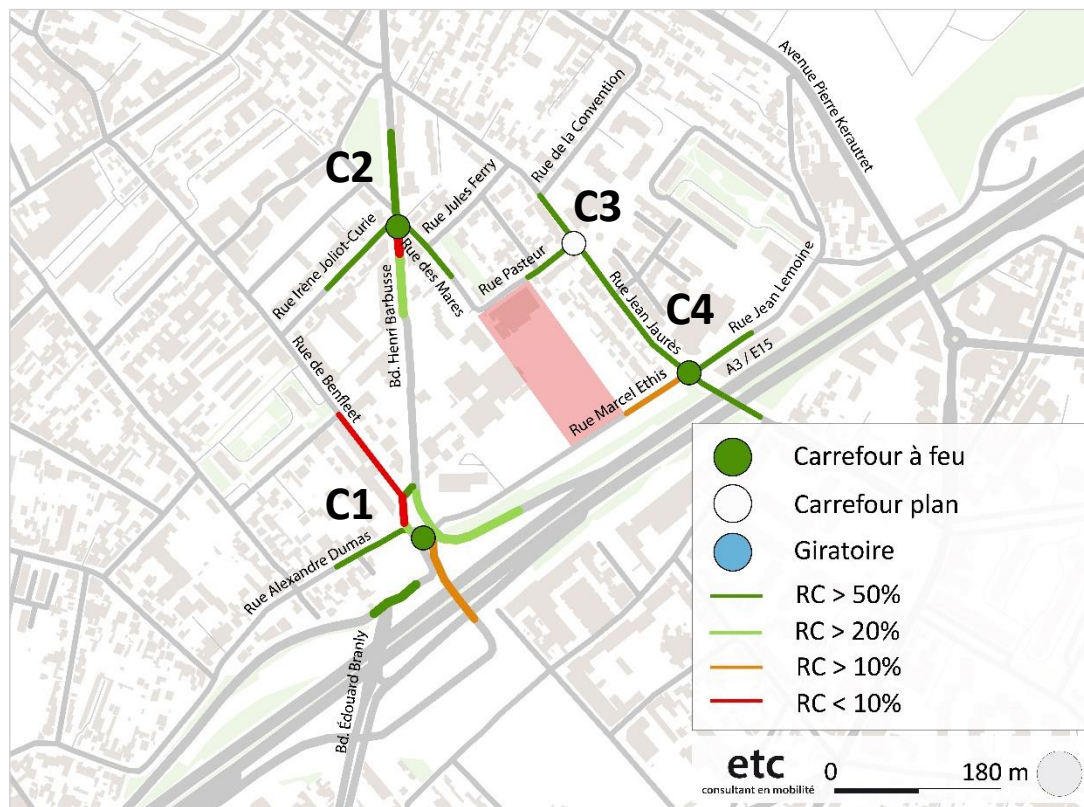 Avenue Pierre Kerautret
Rue de la Convention
C2
Rue Jules Ferry
C3
Rue Irène Joliot-Curie
Rue des Mares
Rue Pasteur
Bd. Henri Barbusse
Rue Jean Jaurès
C4
Rue Jean Lemoine
A3 / E15
Rue de Benfleet
Rue Marcel Ethis
C1
Rue Alexandre Dumas
Bd. Édouard Branly
Carrefour à feu
Carrefour plan
Giratoire
RC > 50%
RC > 20%
RC > 10%
RC < 10%
etc
consultant en mobilité
0 180 m